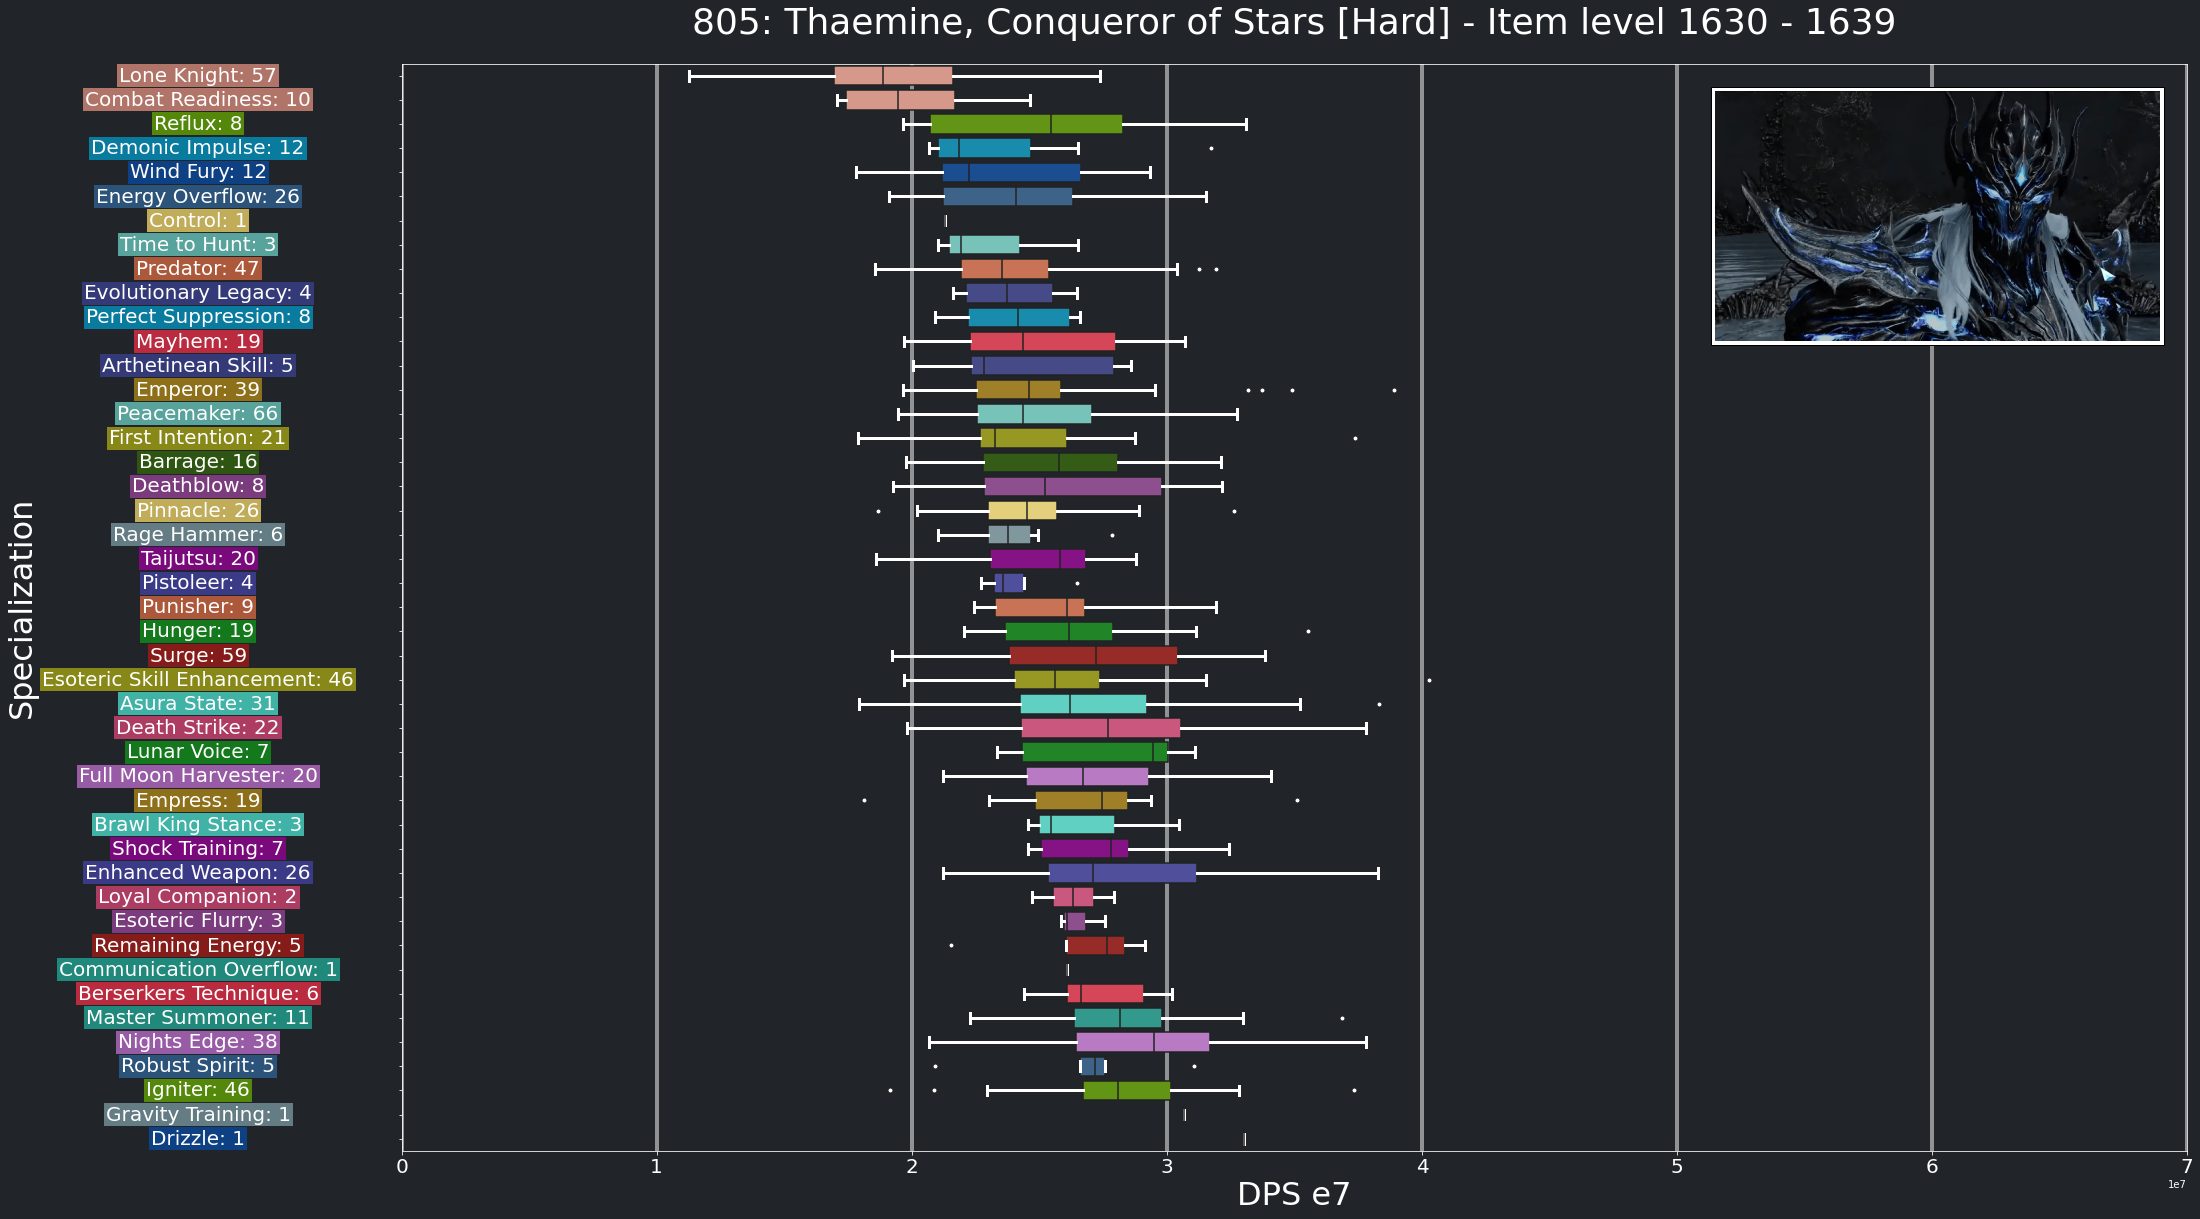 805: Thaemine, Conqueror of Stars [Hard] - Item level 1630 - 1639
Specialization
Lone Knight: 57
Combat Readiness: 10
Reflux: 8
Demonic Impulse: 12
Wind Fury: 12
Energy Overflow: 26
Control: 1
Time to Hunt: 3
Predator: 47
Evolutionary Legacy: 4
Perfect Suppression: 8
Mayhem: 19
Arthetinean Skill: 5
Emperor: 39
Peacemaker: 66
First Intention: 21
Barrage: 16
Deathblow: 8
Pinnacle: 26
Rage Hammer: 6
Taijutsu: 20
Pistoleer: 4
Punisher: 9
Hunger: 19
Surge: 59
Esoteric Skill Enhancement: 46
Asura State: 31
Death Strike: 22
Lunar Voice: 7
Full Moon Harvester: 20
Empress: 19
Brawl King Stance: 3
Shock Training: 7
Enhanced Weapon: 26
Loyal Companion: 2
Esoteric Flurry: 3
Remaining Energy: 5
Communication Overflow: 1
Berserkers Technique: 6
Master Summoner: 11
Nights Edge: 38
Robust Spirit: 5
Igniter: 46
Gravity Training: 1
Drizzle: 1
0 1 2 3 4 5 6 7
1e7
DPS e7